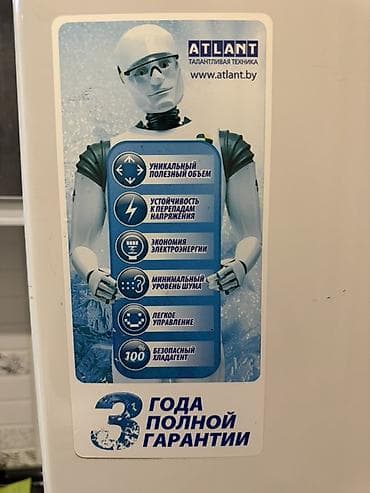 ATLANT
ТАЛАНТЛИВАЯ ТЕХНИКА
www.atlant.by
УНИКАЛЬНЫЙ
ПОЛЕЗНЫЙ ОБЪЕМ
УСТОЙЧИВОСТЬ
К ПЕРЕПАДАМ
НАПРЯЖЕНИЯ
ЭКОНОМИЯ
ЭЛЕКТРОЭНЕРГИИ
МИНИМАЛЬНЫЙ
УРОВЕНЬ ШУМА
ЛЕГКОЕ
УПРАВЛЕНИЕ
100%
БЕЗОПАСНЫЙ
ХЛАДАГЕНТ
3 ГОДА
ПОЛНОЙ
ГАРАНТИИ